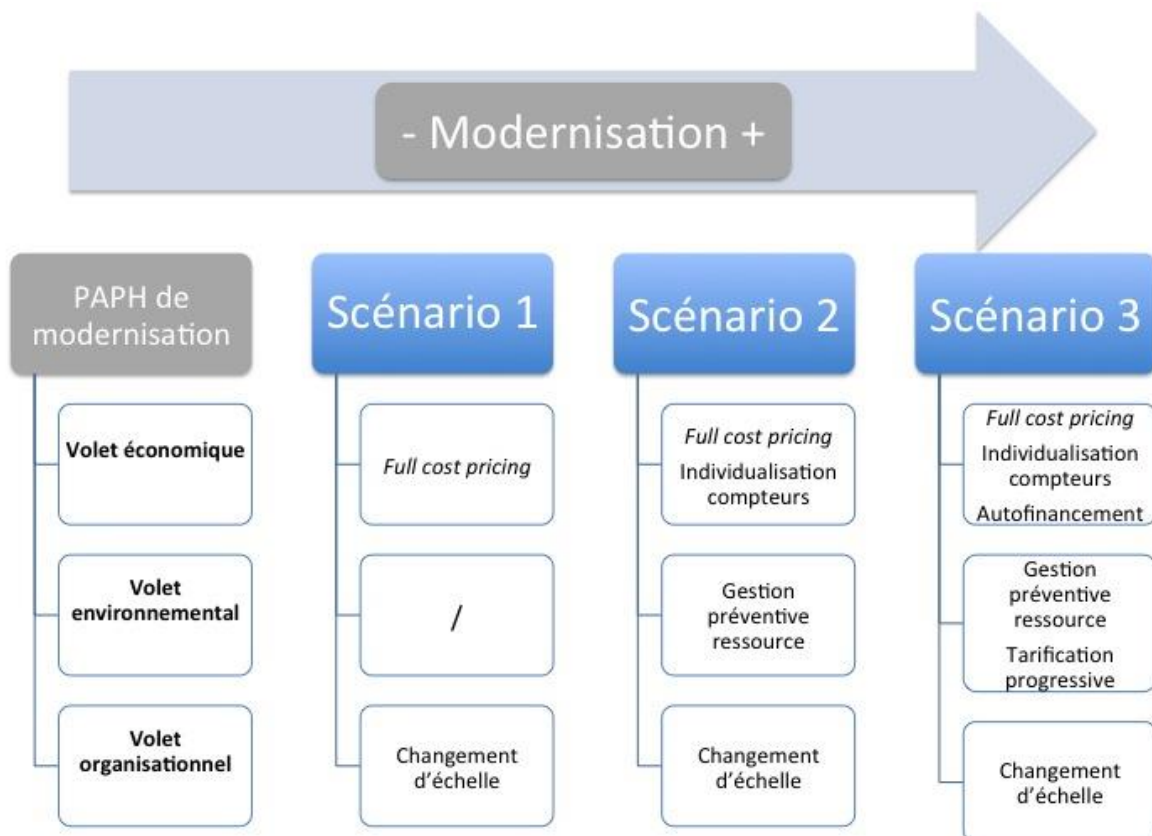 - Modernisation +
PAPH de
modernisation
Scénario 1
Scénario 2
Scénario 3
Volet économique
Full cost pricing
Full cost pricing
Individualisation
compteurs
Full cost pricing
Individualisation
compteurs
Autofinancement
Volet
environnemental
/
Gestion
préventive
ressource
Gestion
préventive
ressource
Tarification
progressive
Volet
organisationnel
Changement
d'échelle
Changement
d'échelle
Changement
d'échelle